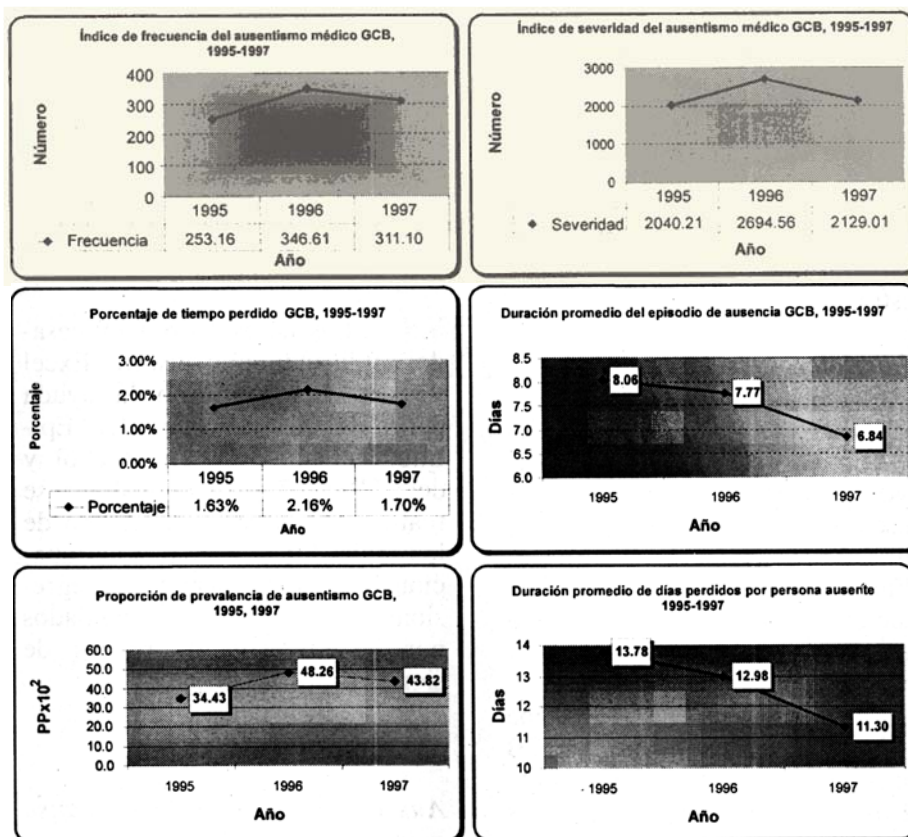 Índice de frecuencia del ausentismo médico GCB,
1995-1997
Número
400
300
200
100
0
1995 1996 1997
Frecuencia 253.16 346.61 311.10
Año
Índice de severidad del ausentismo médico GCB, 1995-1997
Número
3000
2000
1000
0
1995 1996 1997
Severidad 2040.21 2694.56 2129.01
Año
Porcentaje de tiempo perdido GCB, 1995-1997
Porcentaje
3.00%
2.00%
1.00%
0.00%
1995 1996 1997
Porcentaje 1.63% 2.16% 1.70%
Año
Duración promedio del episodio de ausencia GCB, 1995-1997
Días
8.5
8.0
7.5
7.0
6.5
6.0
8.06
7.77
6.84
1995 1996 1997
Año
Proporción de prevalencia de ausentismo GCB,
1995, 1997
PPx10²
60.0
50.0
40.0
30.0
20.0
10.0
0.0
34.43
48.26
43.82
1995 1996 1997
Año
Duración promedio de días perdidos por persona ausente
1995-1997
Días
14
13
12
11
10
13.78
12.98
11.30
1995 1996 1997
Año